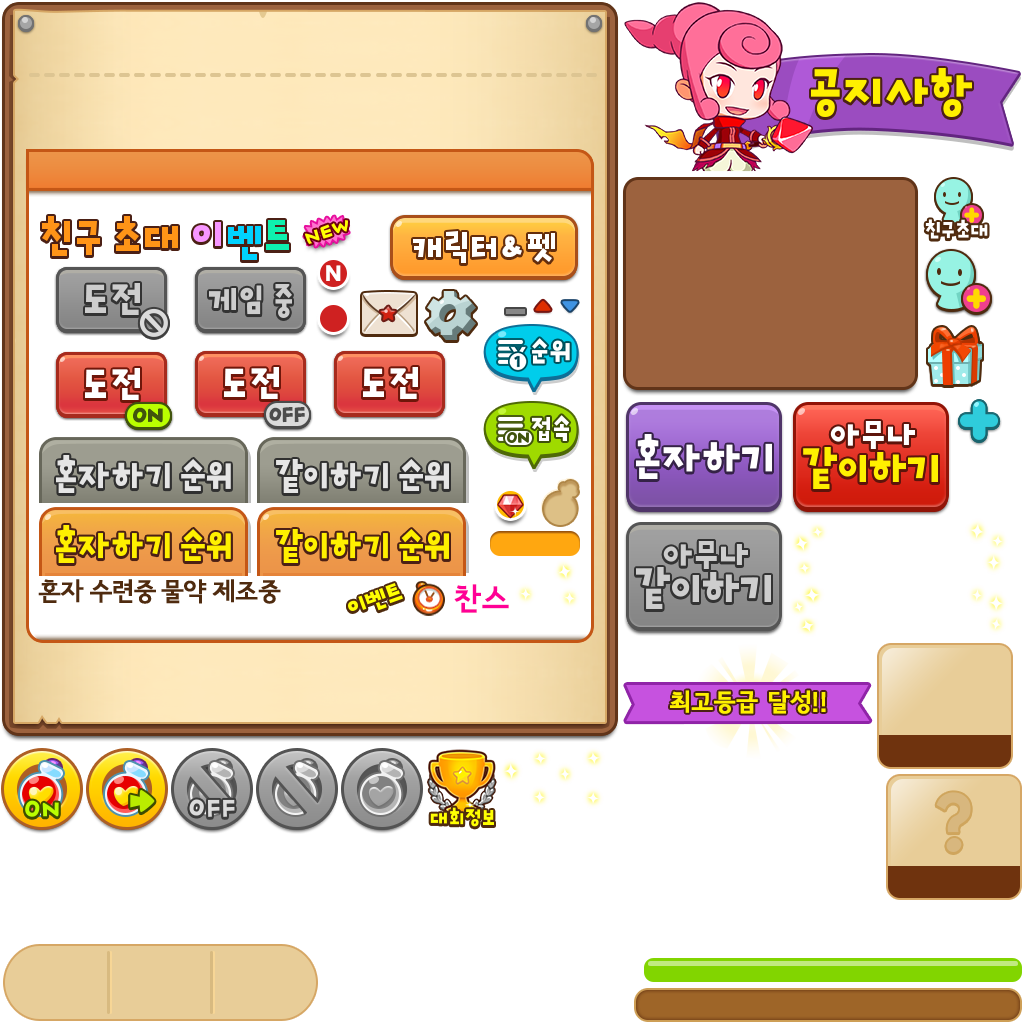 공지사항
친구 초대 이벤트 NEW
캐릭터&펫
도전
게임 중
N
친구초대
1 순위
도전 ON
도전 OFF
도전
ON 접속
혼자하기
아무나
같이하기
혼자하기 순위
같이하기 순위
혼자하기 순위
같이하기 순위
아무나
같이하기
혼자 수련중 물약 제조중
이벤트
찬스
최고등급 달성!!
ON
OFF
대회정보
?